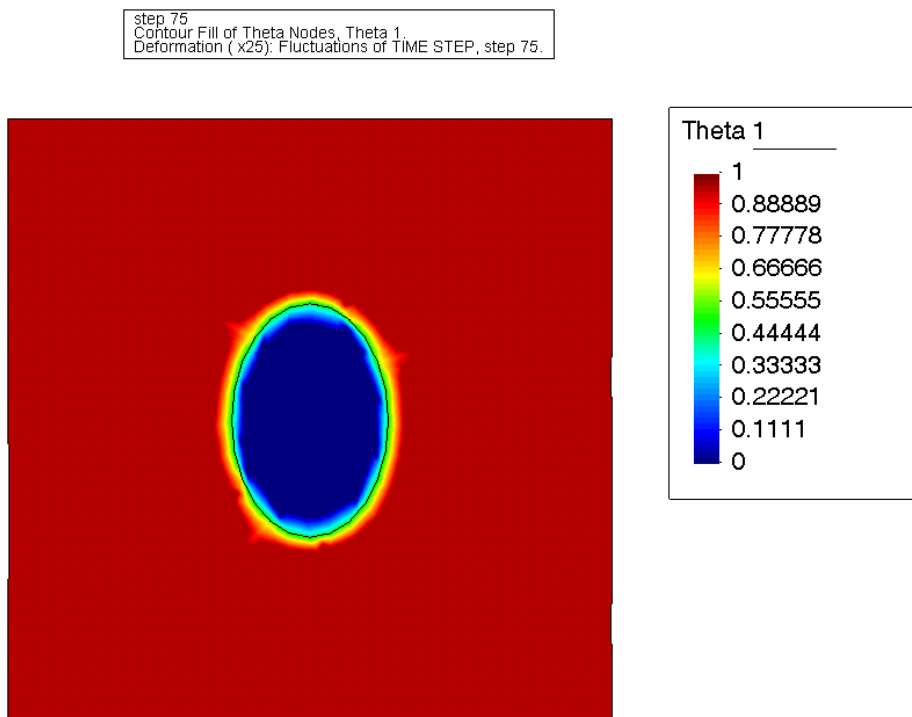 step 75
Contour Fill of Theta Nodes, Theta 1.
Deformation ( x25): Fluctuations of TIME STEP, step 75.
Theta 1
1
0.88889
0.77778
0.66666
0.55555
0.44444
0.33333
0.22221
0.1111
0